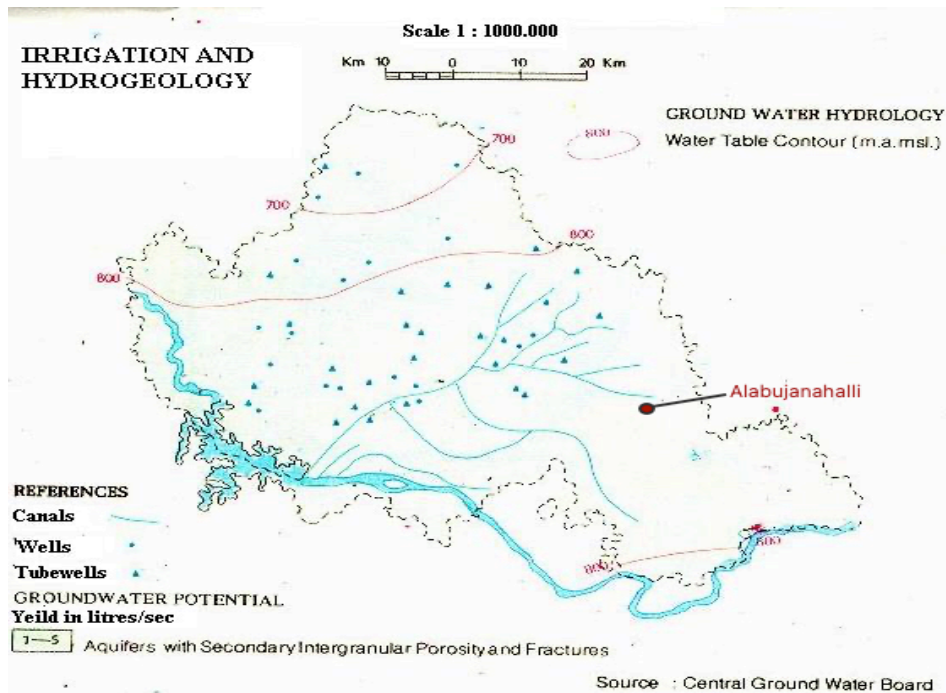 Scale 1 : 1000.000
IRRIGATION AND
HYDROGEOLOGY
Km 10 0 10 20 Km
GROUND WATER HYDROLOGY
800
Water Table Contour (m.a.msl.)
700
700
800
800
Alabujanahalli
REFERENCES
Canals
'Wells
Tubewells
800
800
GROUNDWATER POTENTIAL
Yeild in litres/sec
1—5 Aquifers with Secondary Intergranular Porosity and Fractures
Source : Central Ground Water Board